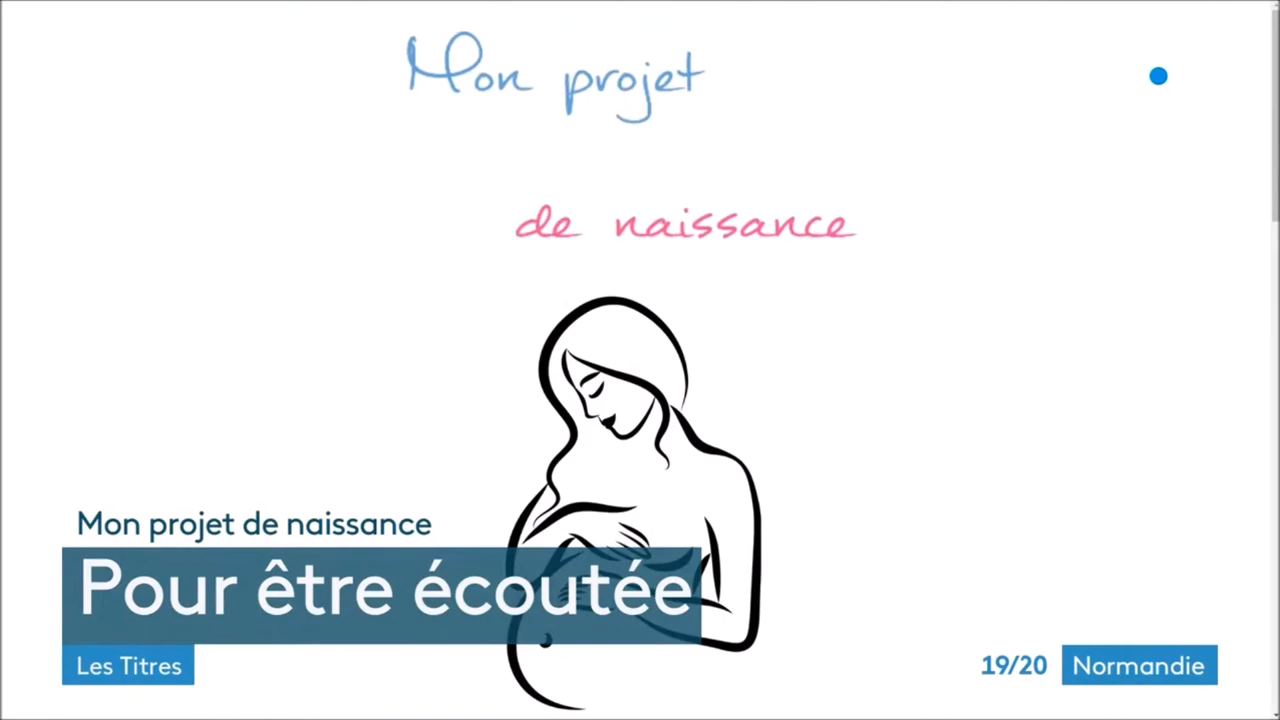 Mon projet
de naissance
Mon projet de naissance
Pour être écoutée
Les Titres
19/20 Normandie